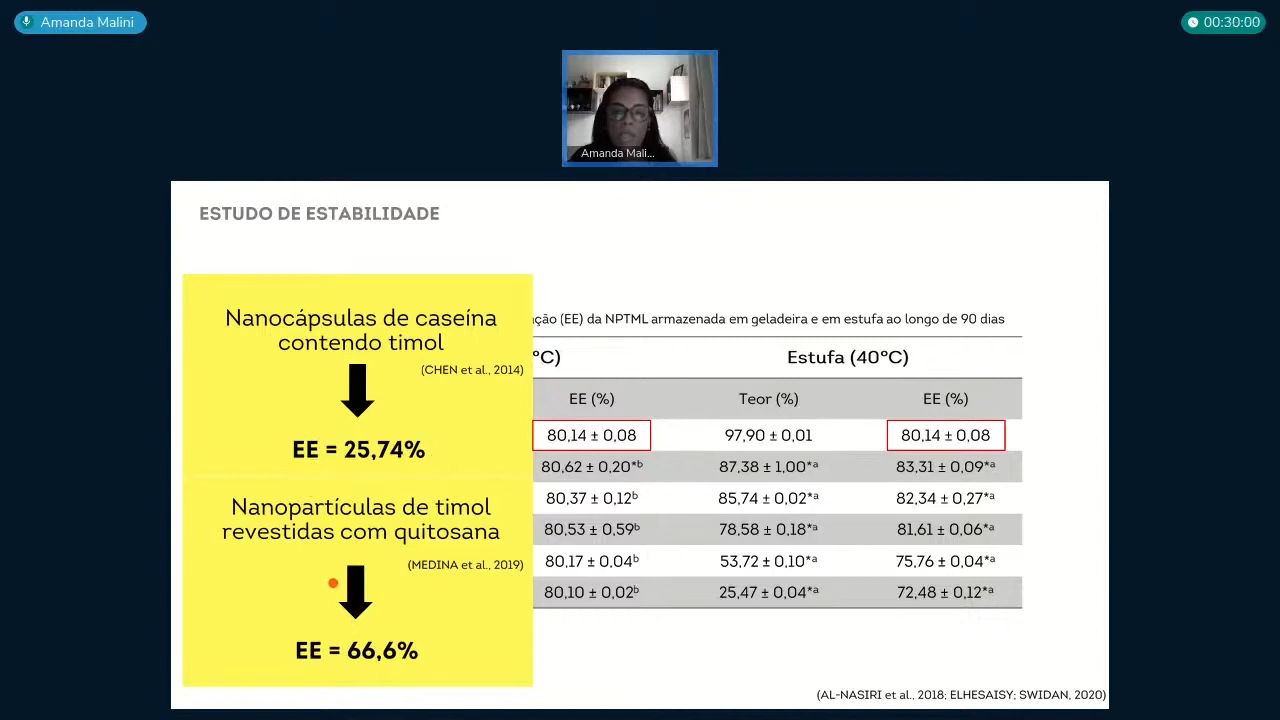 Amanda Malini
00:30:00
Amanda Mali...
ESTUDO DE ESTABILIDADE
Nanocápsulas de caseína
contendo timol
(CHEN et al., 2014)
EE = 25,74%
Nanopartículas de timol
revestidas com quitosana
(MEDINA et al., 2019)
EE = 66,6%
ação (EE) da NPTML armazenada em geladeira e em estufa ao longo de 90 dias
°C) Estufa (40°C)
EE (%) Teor (%) EE (%)
80,14 ± 0,08 97,90 ± 0,01 80,14 ± 0,08
80,62 ± 0,20*ᵇ 87,38 ± 1,00*ᵃ 83,31 ± 0,09*ᵃ
80,37 ± 0,12ᵇ 85,74 ± 0,02*ᵃ 82,34 ± 0,27*ᵃ
80,53 ± 0,59ᵇ 78,58 ± 0,18*ᵃ 81,61 ± 0,06*ᵃ
80,17 ± 0,04ᵇ 53,72 ± 0,10*ᵃ 75,76 ± 0,04*ᵃ
80,10 ± 0,02ᵇ 25,47 ± 0,04*ᵃ 72,48 ± 0,12*ᵃ
(AL-NASIRI et al., 2018; ELHESAISY; SWIDAN, 2020)